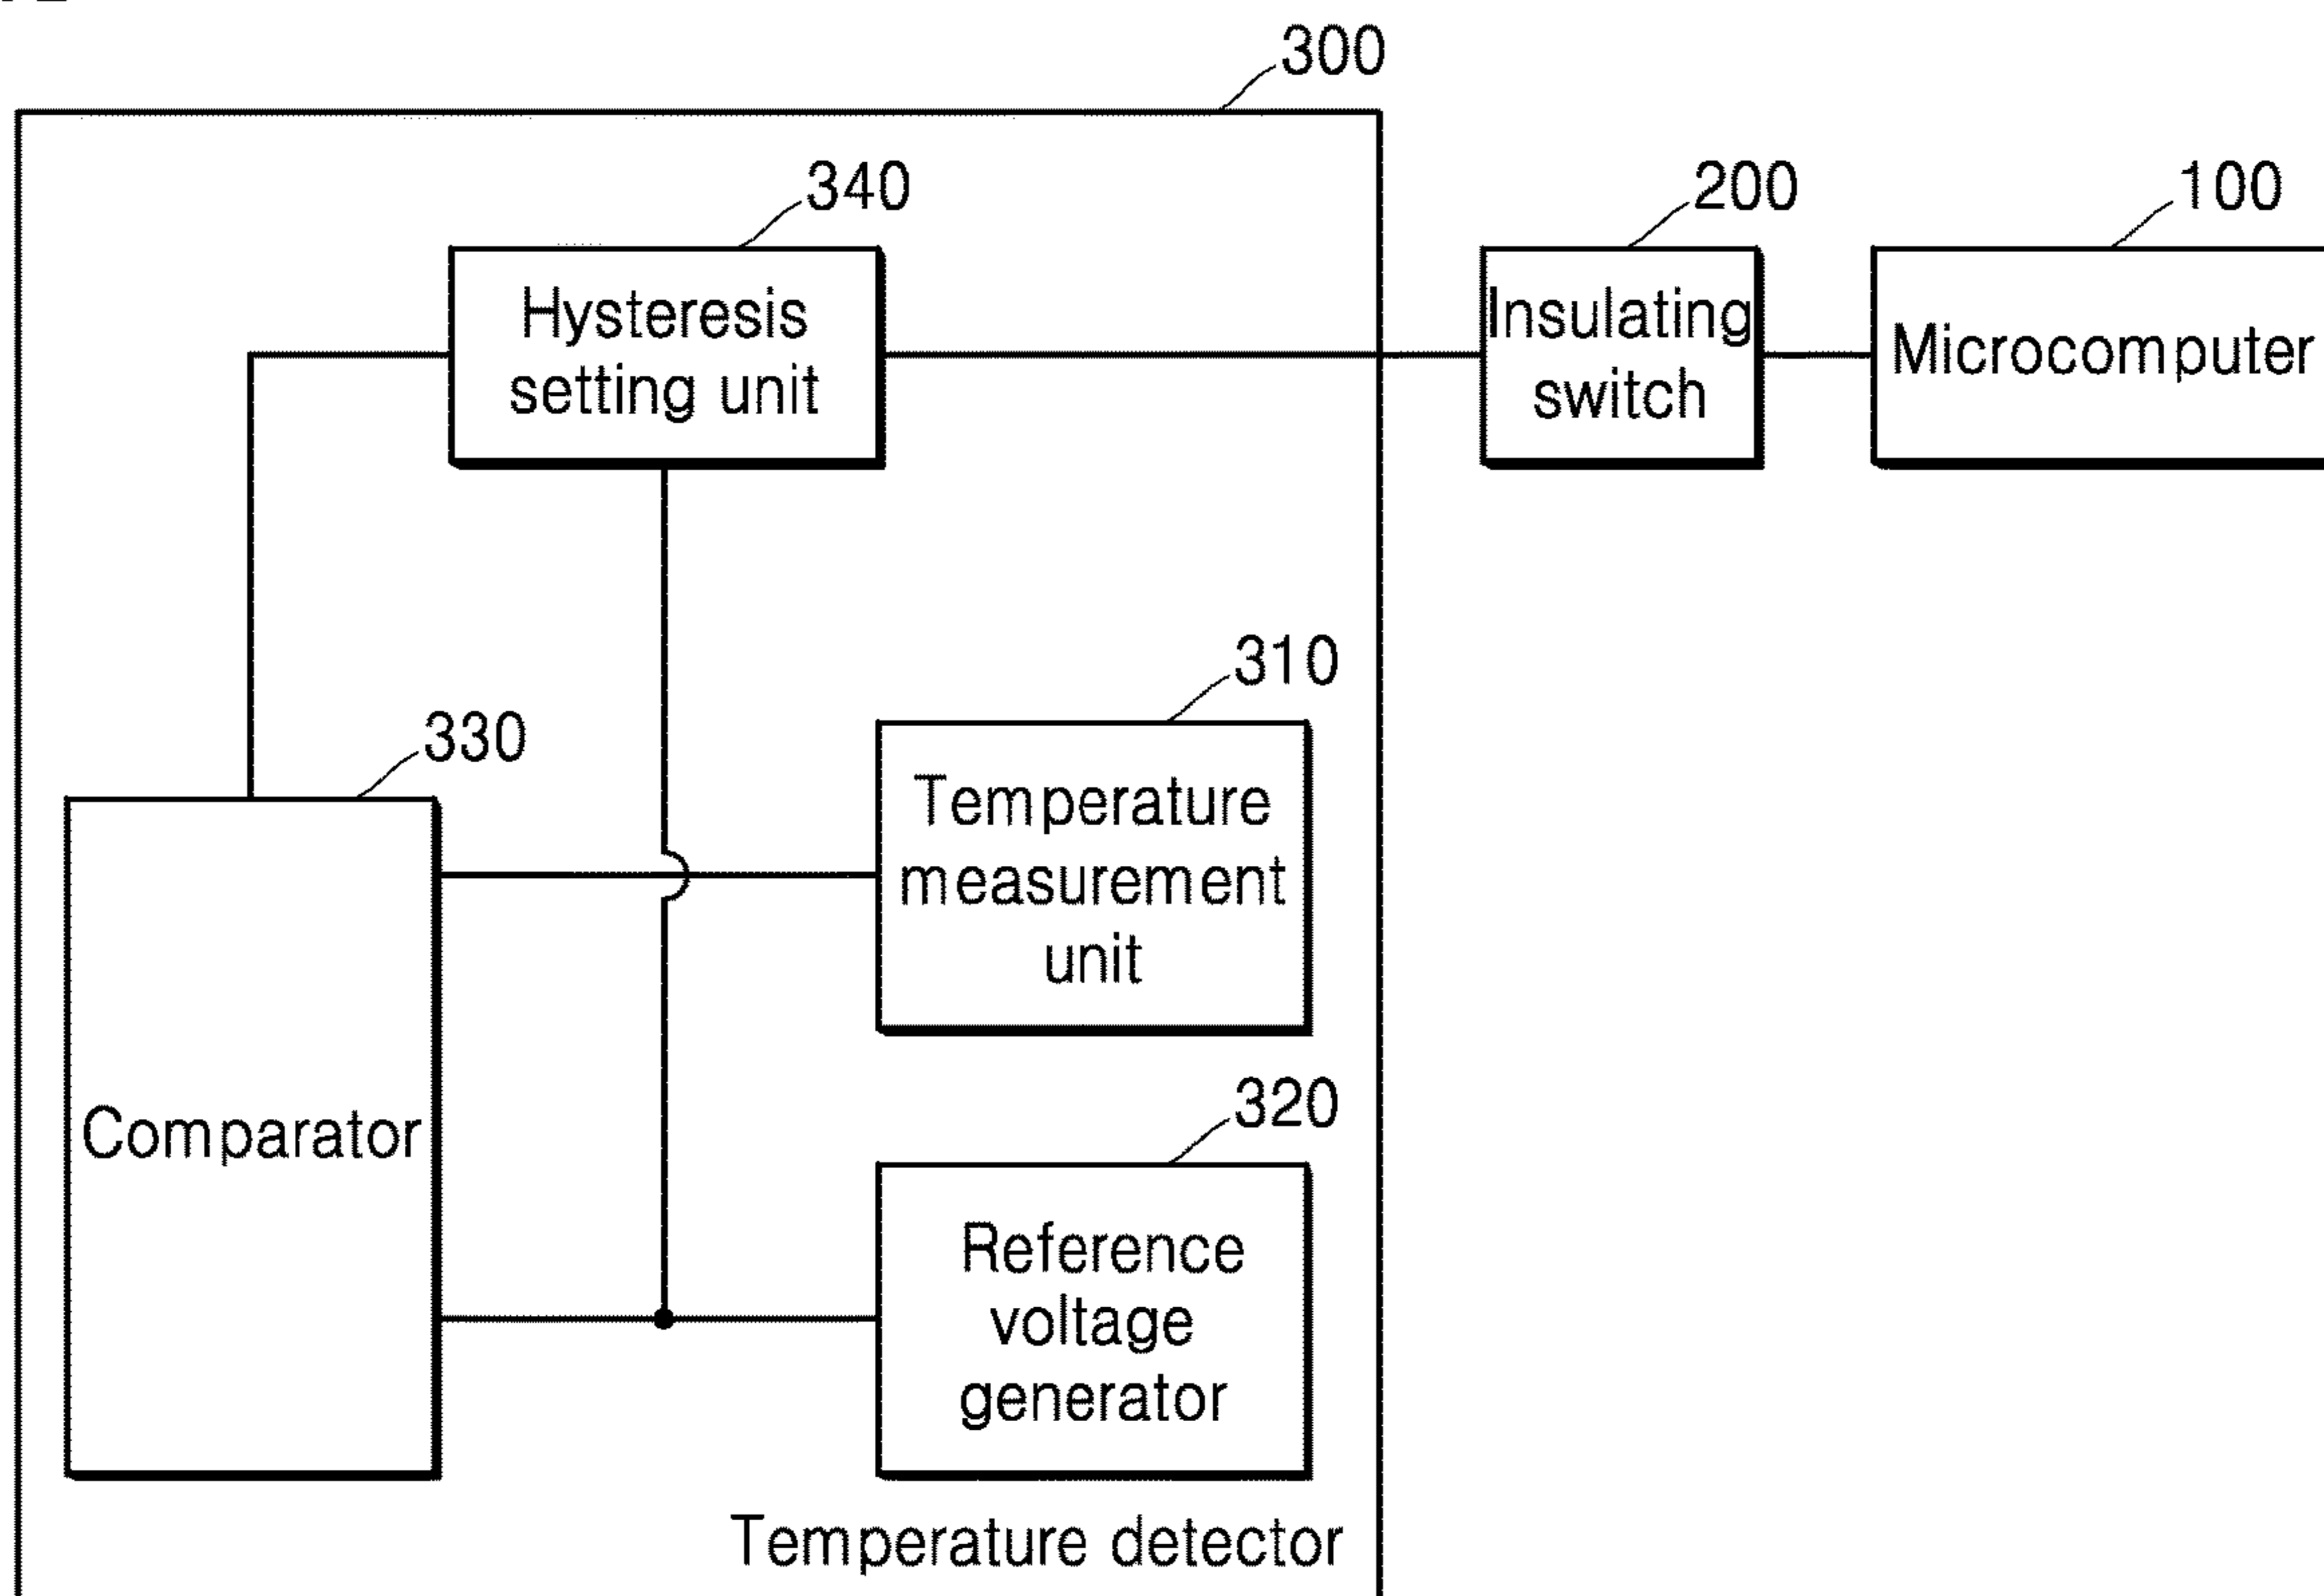 300
340
200
100
Hysteresis
setting unit
Insulating
switch
Microcomputer
310
330
Temperature
measurement
unit
Comparator
320
Reference
voltage
generator
Temperature detector